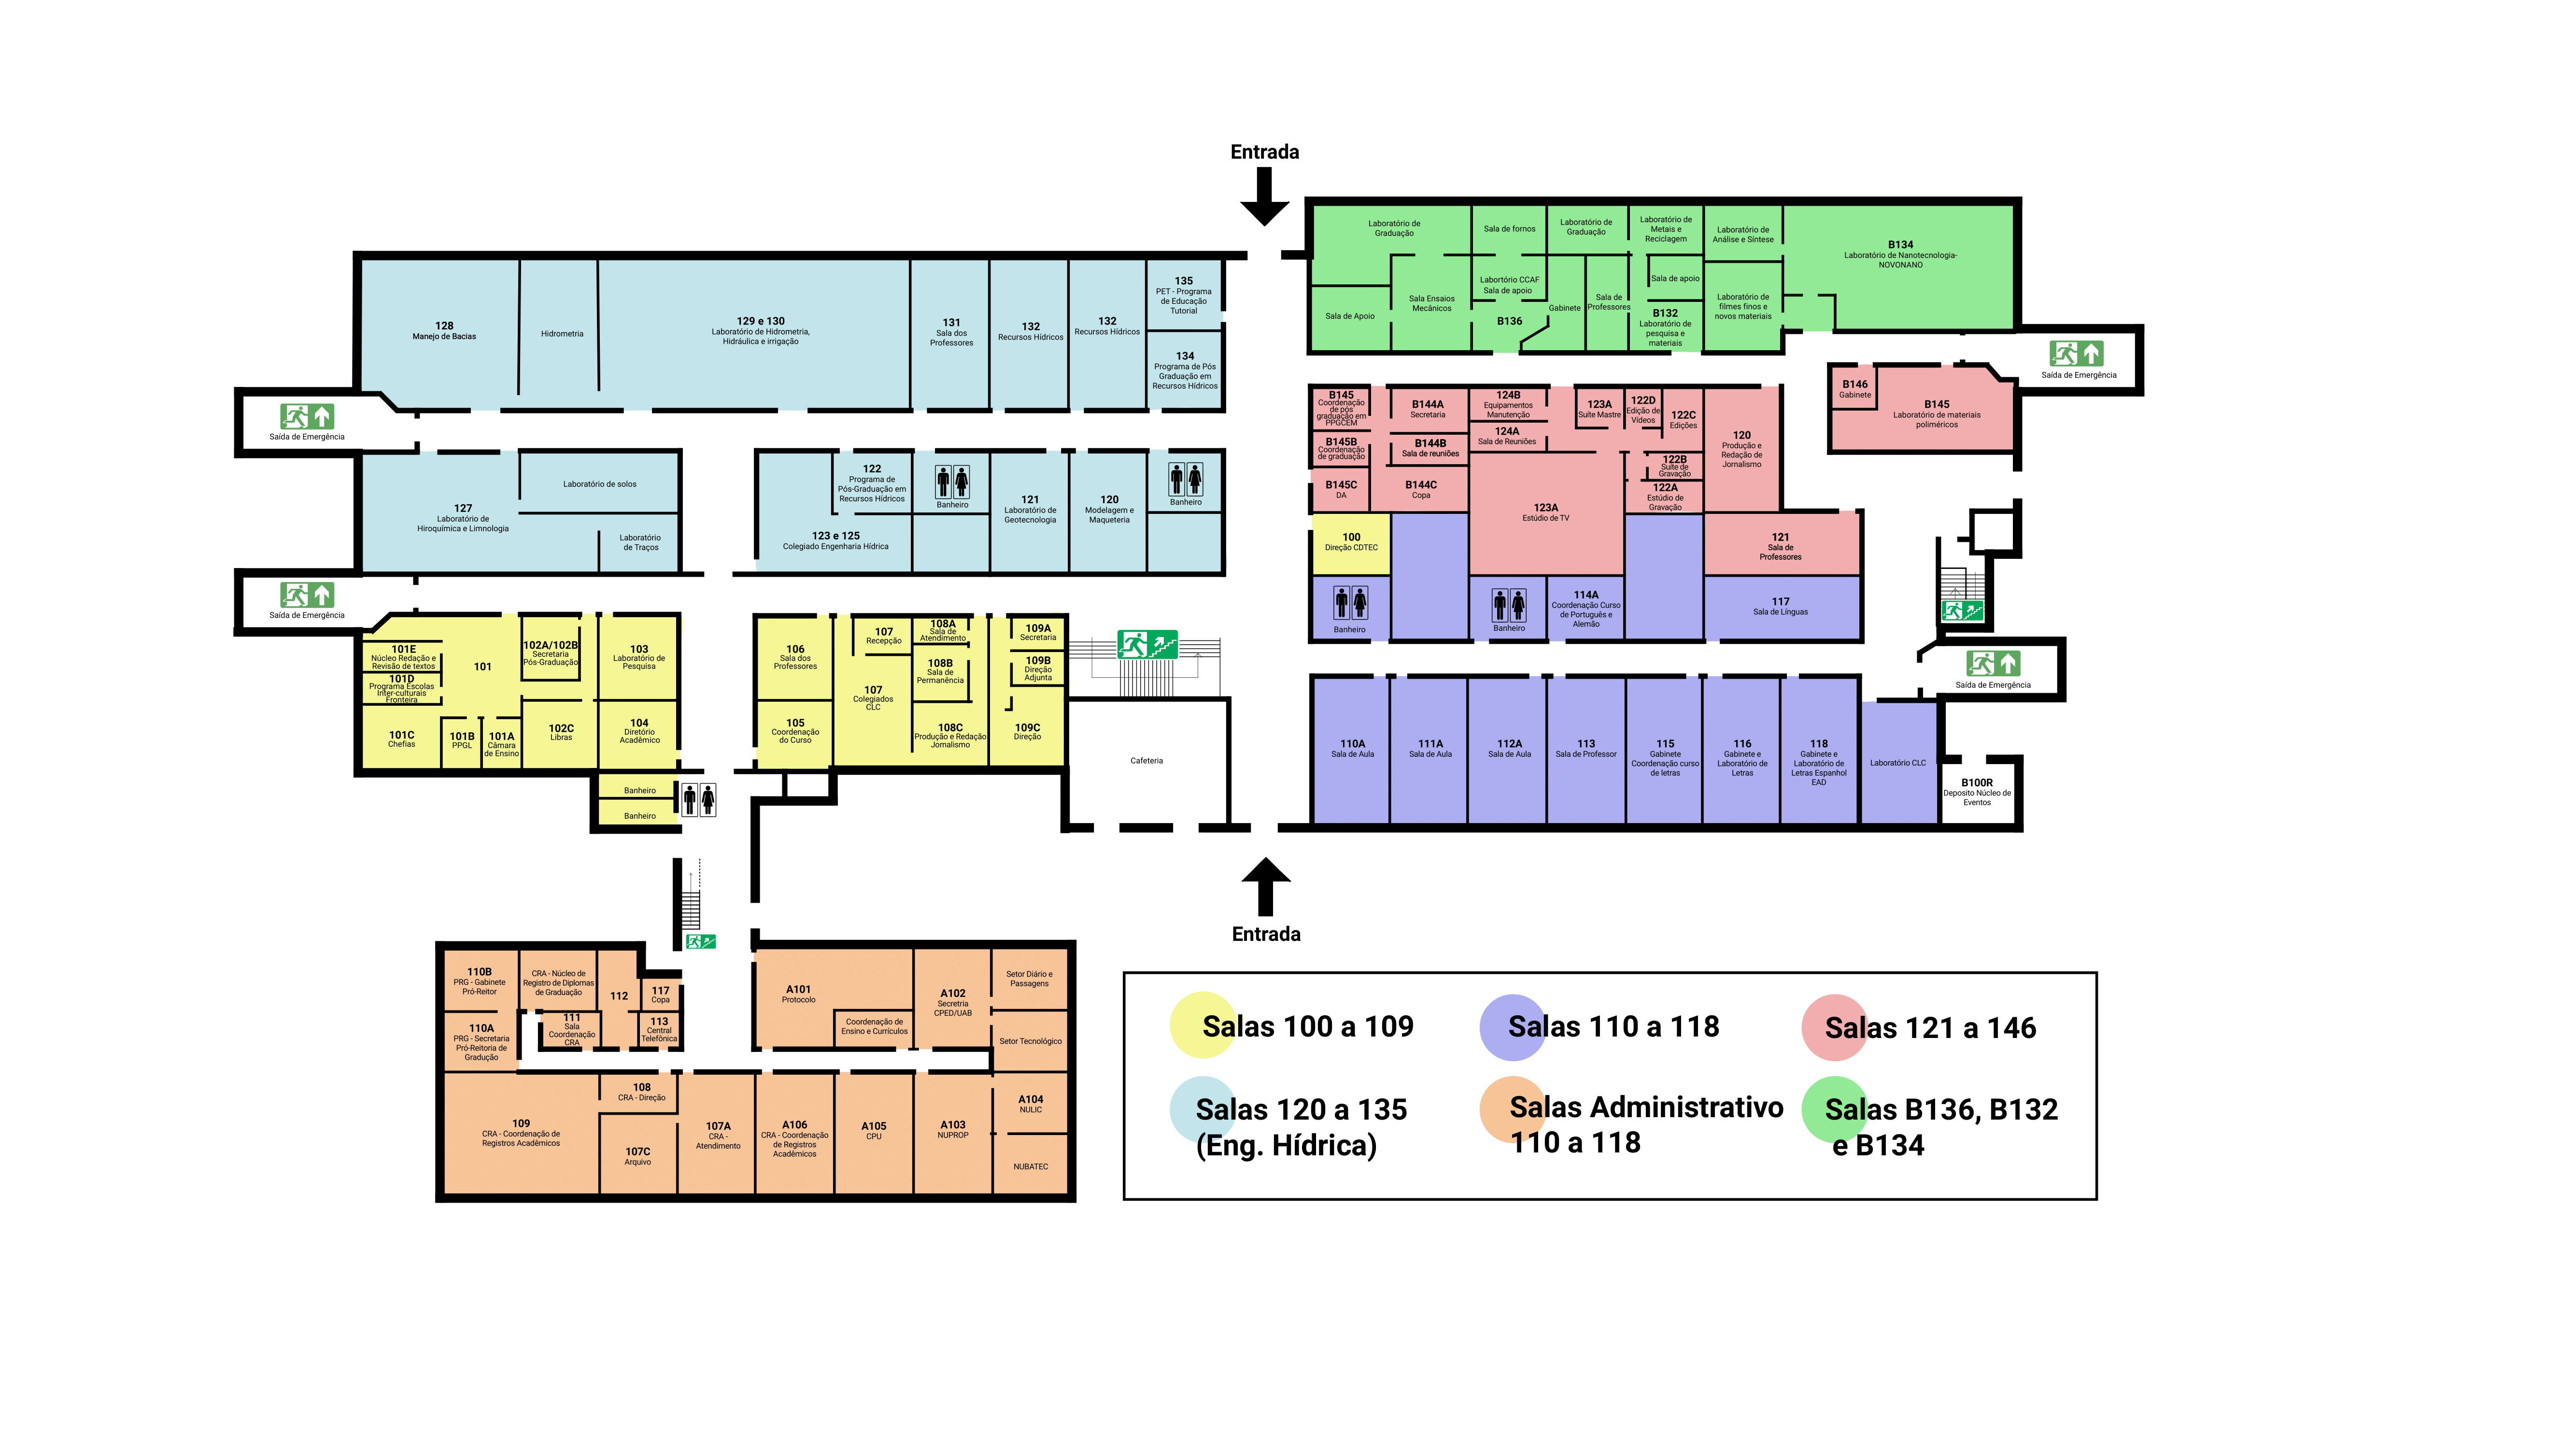 Entrada
128
Manejo de Bacias
Hidrometria
129 e 130
Laboratório de Hidrometria,
Hidráulica e irrigação
131
Sala dos
Professores
132
Recursos Hídricos
132
Recursos Hídricos
135
PET - Programa
de Educação
Tutorial
134
Programa de Pós
Graduação em
Recursos Hídricos
Saída de Emergência
127
Laboratório de
Hiroquímica e Limnologia
Laboratório de solos
Laboratório
de Traços
122
Programa de
Pós-Graduação em
Recursos Hídricos
123 e 125
Colegiado Engenharia Hídrica
Banheiro
121
Laboratório de
Geotecnologia
120
Modelagem e
Maqueteria
Banheiro
Saída de Emergência
101E
Núcleo Redação e
Revisão de textos
101D
Programa Escolas
Inter-culturais
Fronteira
101C
Chefias
101
101B
PPGL
101A
Câmara
de Ensino
102A/102B
Secretaria
Pós-Graduação
102C
Libras
103
Laboratório de
Pesquisa
104
Diretório
Acadêmico
Banheiro
Banheiro
106
Sala dos
Professores
105
Coordenação
do Curso
107
Recepção
107
Colegiados
CLC
108A
Sala de
Atendimento
108B
Sala de
Permanência
108C
Produção e Redação
Jornalismo
109A
Secretaria
109B
Direção
Adjunta
109C
Direção
Cafeteria
Laboratório de
Graduação
Sala de fornos
Laboratório de
Graduação
Laboratório de
Metais e
Reciclagem
Laboratório de
Análise e Síntese
B134
Laboratório de Nanotecnologia-
NOVONANO
Sala de Apoio
Sala Ensaios
Mecânicos
Labortório CCAF
Sala de apoio
B136
Gabinete
Sala de
Professores
Sala de apoio
B132
Laboratório de
pesquisa e
materiais
Laboratório de
filmes finos e
novos materiais
Saída de Emergência
B145
Coordenação
de pós
graduação em
PPGCEM
B145B
Coordenação
de graduação
B145C
DA
B144A
Secretaria
B144B
Sala de reuniões
B144C
Copa
124B
Equipamentos
Manutenção
124A
Sala de Reuniões
123A
Suíte Mastre
122D
Edição de
Vídeos
122C
Edições
122B
Suíte de
Gravação
122A
Estúdio de
Gravação
123A
Estúdio de TV
120
Produção e
Redação de
Jornalismo
B146
Gabinete
B145
Laboratório de materiais
poliméricos
100
Direção CDTEC
121
Sala de
Professores
Banheiro
Banheiro
114A
Coordenação Curso
de Português e
Alemão
117
Sala de Línguas
Saída de Emergência
110A
Sala de Aula
111A
Sala de Aula
112A
Sala de Aula
113
Sala de Professor
115
Gabinete
Coordenação curso
de letras
116
Gabinete e
Laboratório de
Letras
118
Gabinete e
Laboratório de
Letras Espanhol
EAD
Laboratório CLC
B100R
Deposito Núcleo de
Eventos
Entrada
110B
PRG - Gabinete
Pró-Reitor
CRA - Núcleo de
Registro de Diplomas
de Graduação
112
117
Copa
110A
PRG - Secretaria
Pró-Reitoria de
Gradução
111
Sala
Coordenação
CRA
113
Central
Telefônica
A101
Protocolo
Coordenação de
Ensino e Currículos
A102
Secretria
CPED/UAB
Setor Diário e
Passagens
Setor Tecnológico
109
CRA - Coordenação de
Registros Acadêmicos
108
CRA - Direção
107C
Arquivo
107A
CRA -
Atendimento
A106
CRA - Coordenação
de Registros
Acadêmicos
A105
CPU
A103
NUPROP
A104
NULIC
NUBATEC
Salas 100 a 109
Salas 110 a 118
Salas 121 a 146
Salas 120 a 135
(Eng. Hídrica)
Salas Administrativo
110 a 118
Salas B136, B132
e B134